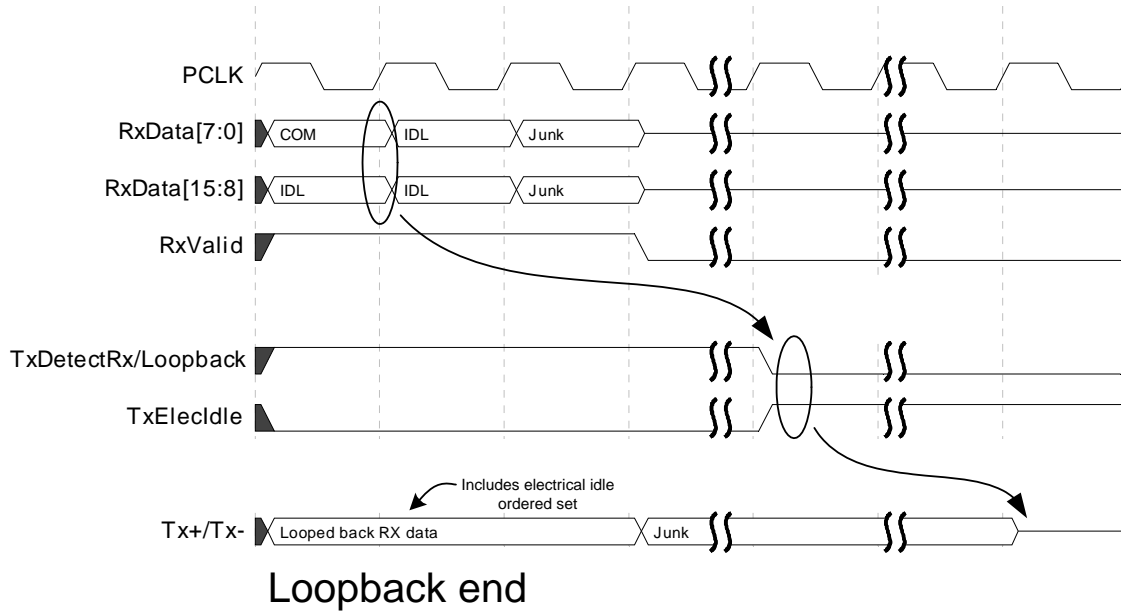 PCLK
RxData[7:0]
COM
IDL
Junk
RxData[15:8]
IDL
IDL
Junk
RxValid
TxDetectRx/Loopback
TxElecIdle
Includes electrical idle
ordered set
Tx+/Tx-
Looped back RX data
Junk
Loopback end